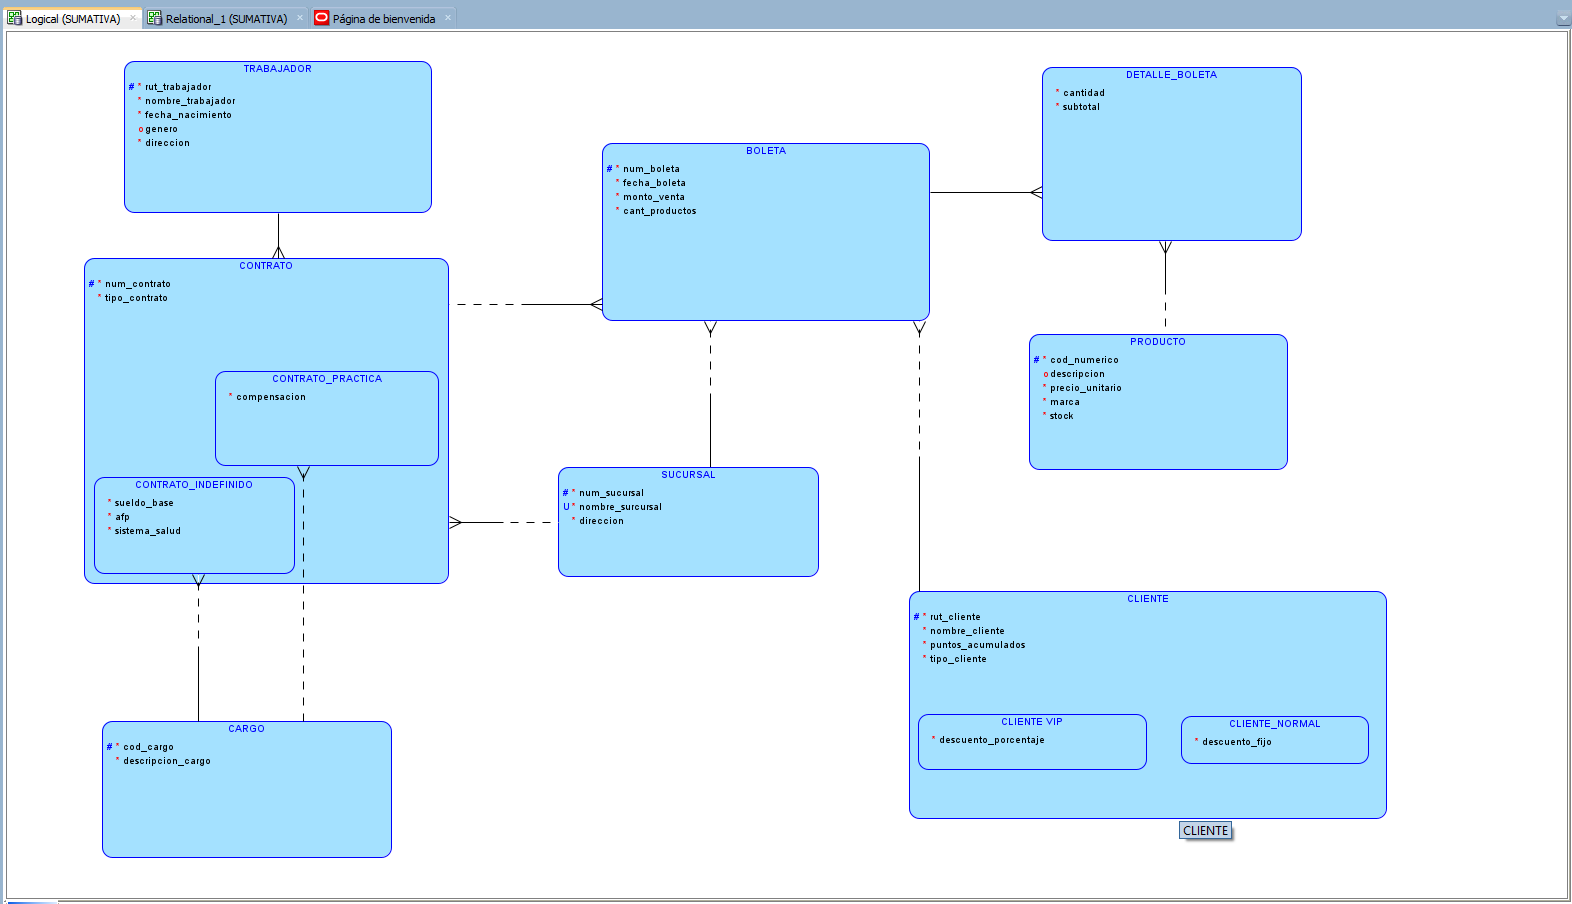 Logical (SUMATIVA)
Relational_1 (SUMATIVA)
Página de bienvenida
TRABAJADOR
# * rut_trabajador
* nombre_trabajador
* fecha_nacimiento
o genero
* direccion
CONTRATO
# * num_contrato
* tipo_contrato
CONTRATO_PRACTICA
* compensacion
CONTRATO_INDEFINIDO
* sueldo_base
* afp
* sistema_salud
CARGO
# * cod_cargo
* descripcion_cargo
BOLETA
# * num_boleta
* fecha_boleta
* monto_venta
* cant_productos
SUCURSAL
# * num_sucursal
U * nombre_surcursal
* direccion
DETALLE_BOLETA
* cantidad
* subtotal
PRODUCTO
# * cod_numerico
o descripcion
* precio_unitario
* marca
* stock
CLIENTE
# * rut_cliente
* nombre_cliente
* puntos_acumulados
* tipo_cliente
CLIENTE VIP
* descuento_porcentaje
CLIENTE_NORMAL
* descuento_fijo
CLIENTE